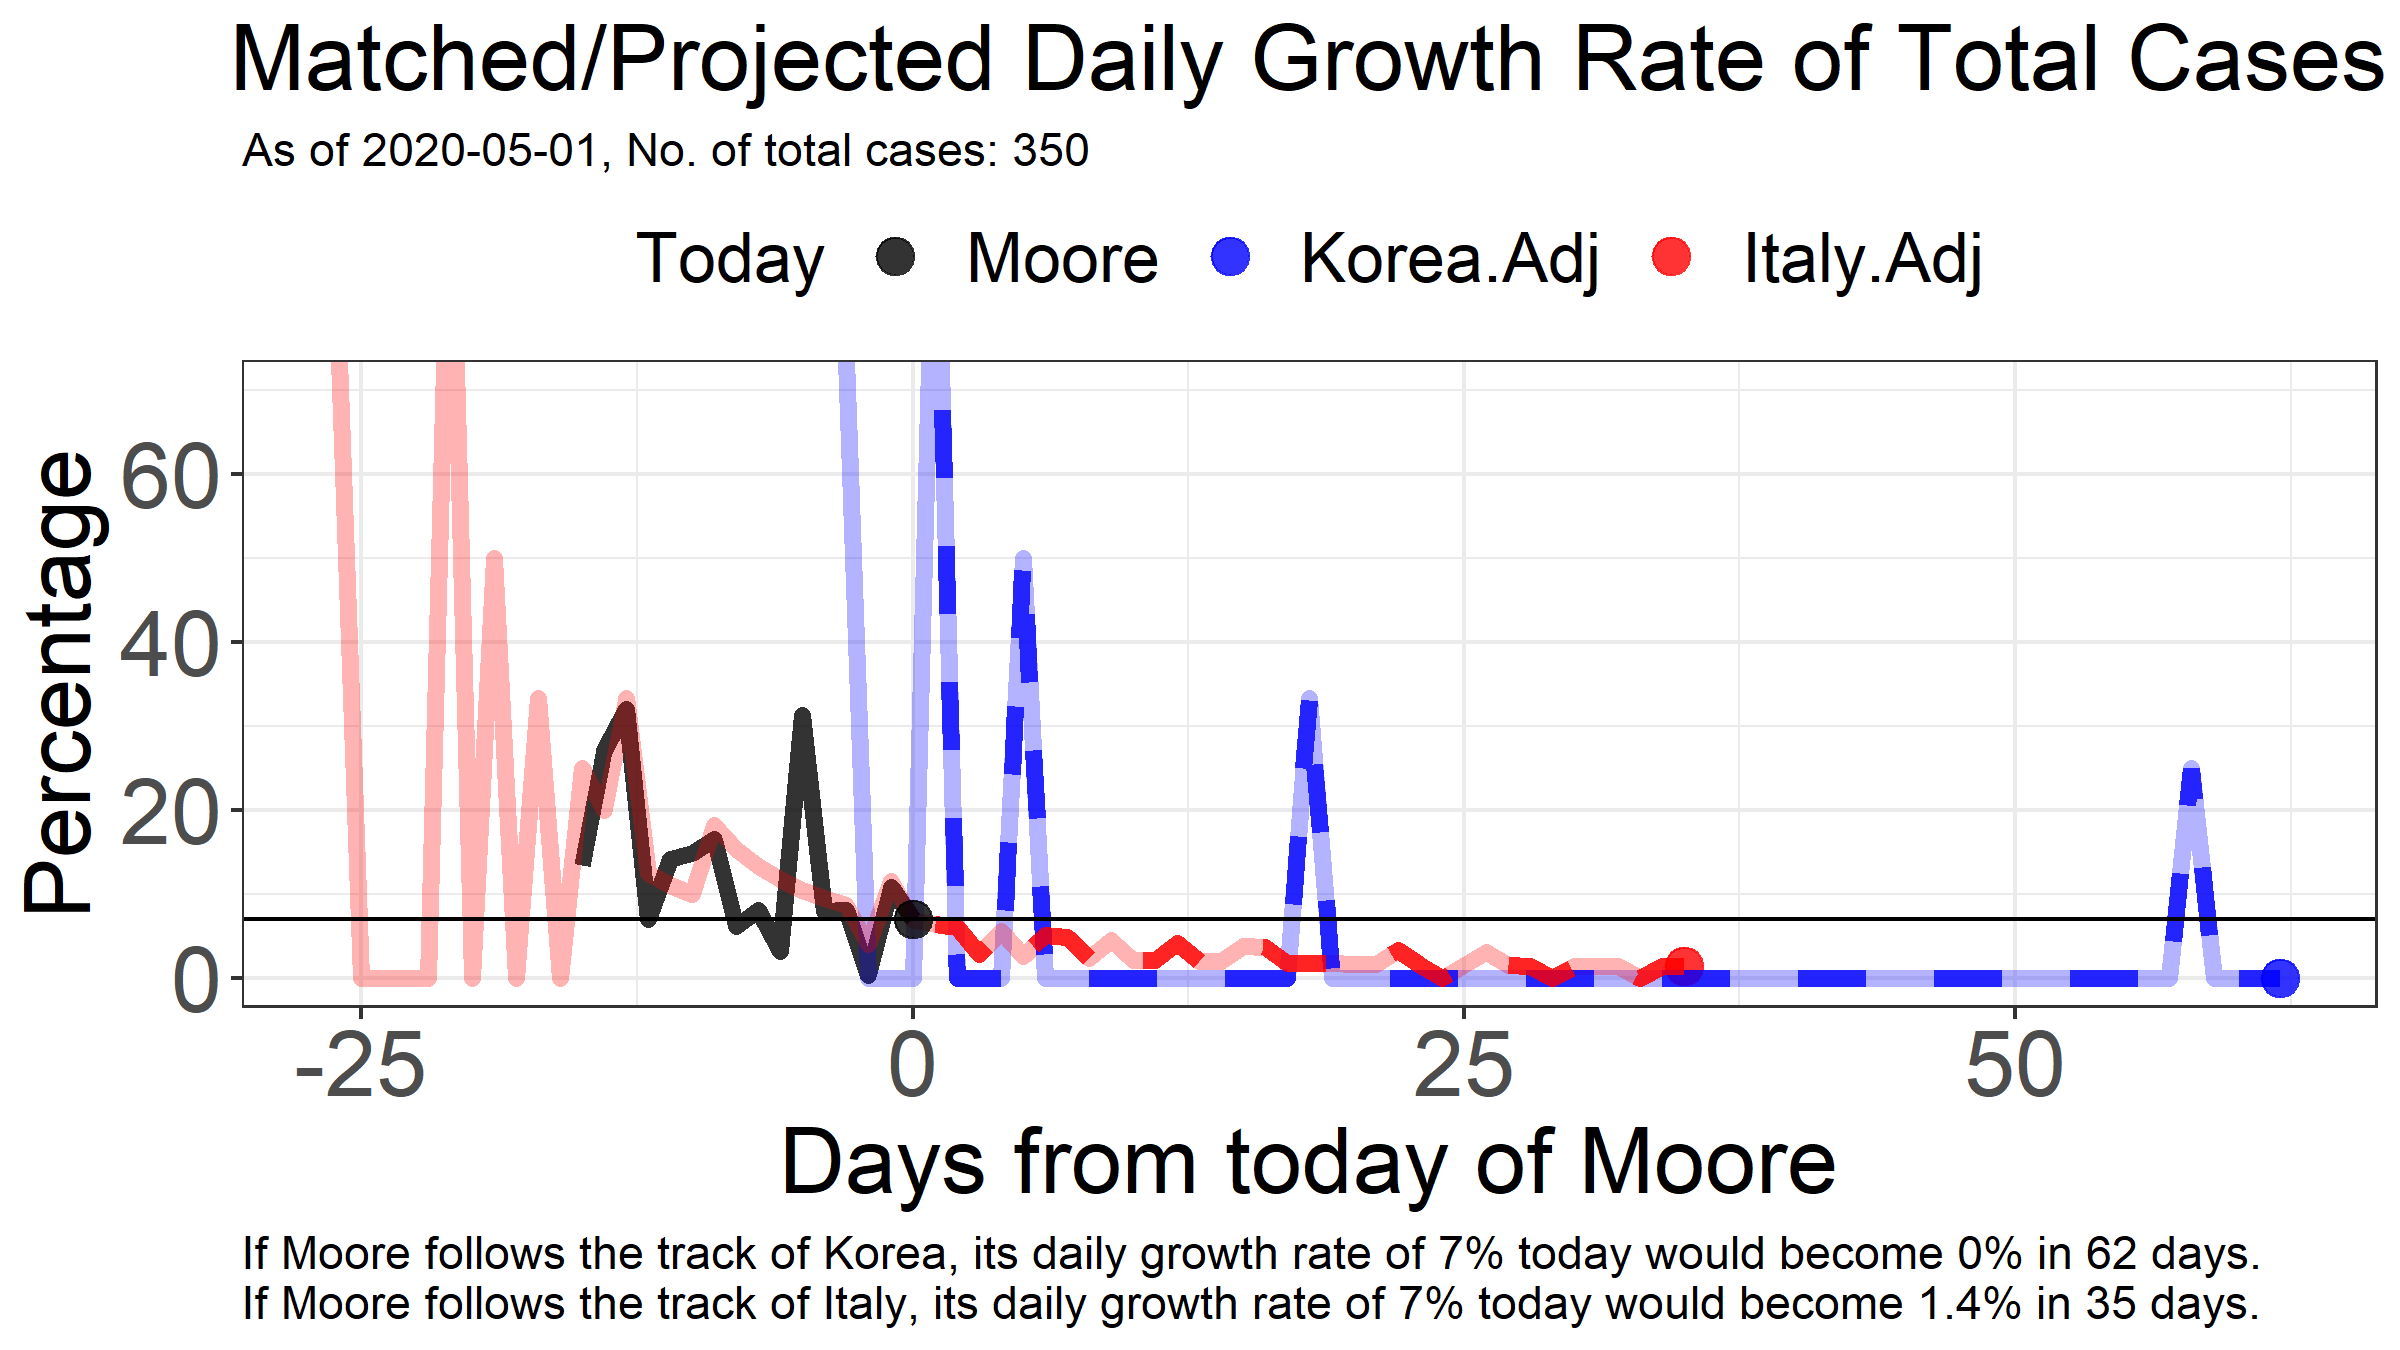 Matched/Projected Daily Growth Rate of Total Cases
As of 2020-05-01, No. of total cases: 350
Today Moore Korea.Adj Italy.Adj
Percentage
60
40
20
0
-25 0 25 50
Days from today of Moore
If Moore follows the track of Korea, its daily growth rate of 7% today would become 0% in 62 days.
If Moore follows the track of Italy, its daily growth rate of 7% today would become 1.4% in 35 days.